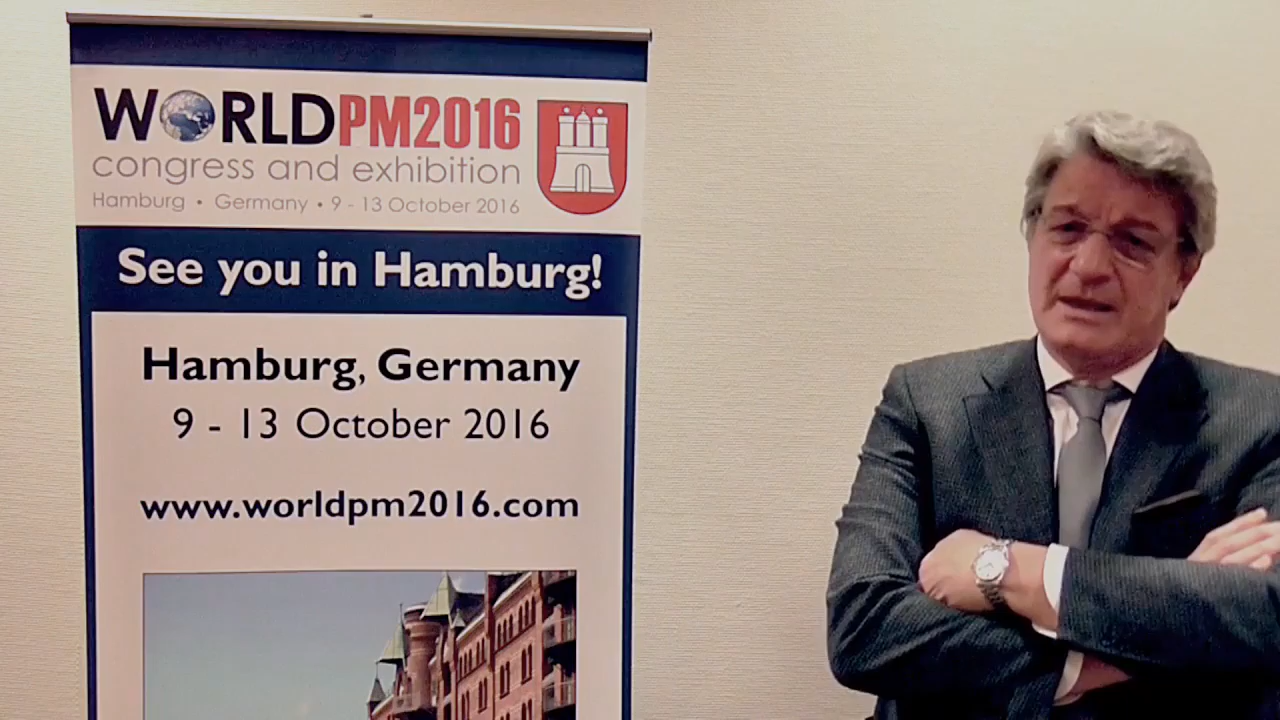 WORLDPM2016
congress and exhibition
Hamburg • Germany • 9 - 13 October 2016
See you in Hamburg!
Hamburg, Germany
9 - 13 October 2016
www.worldpm2016.com